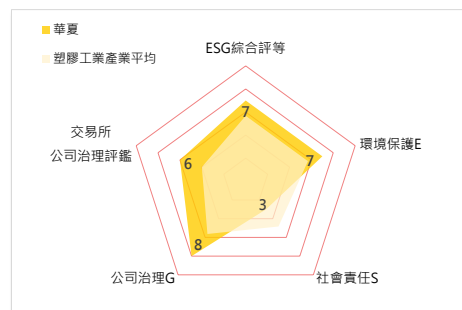 華夏
塑膠工業產業平均
ESG綜合評等
7
環境保護E
7
交易所
公司治理評鑑
6
3
8
公司治理G
社會責任S